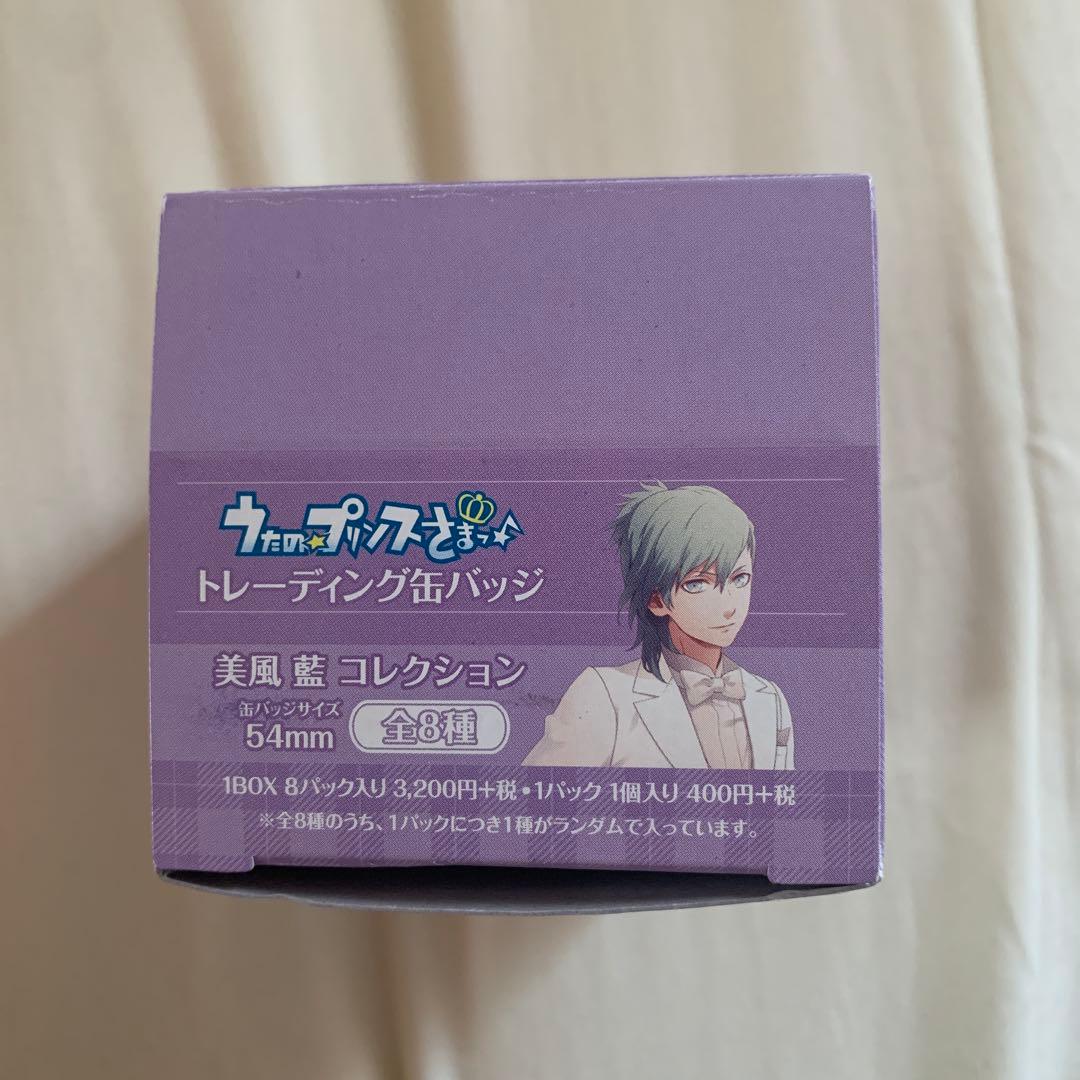 うたの☆プリンスさまっ♪
トレーディング缶バッジ
美風 藍 コレクション
缶バッジサイズ
54mm
全8種
1BOX 8パック入り 3,200円+税・1パック 1個入り 400円+税
※全8種のうち、1パックにつき1種がランダムで入っています。